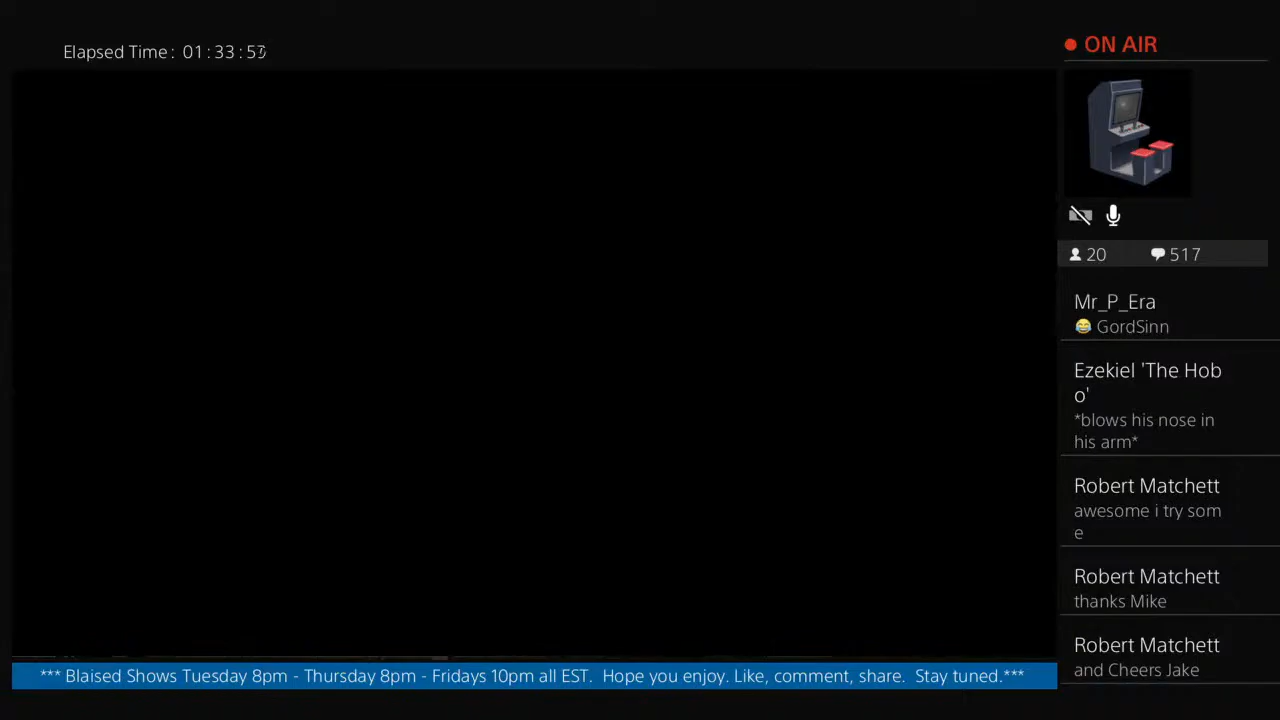 Elapsed Time: 01:33:57
ON AIR
20 517
Mr_P_Era
😂 GordSinn
Ezekiel 'The Hob
o'
*blows his nose in
his arm*
Robert Matchett
awesome i try som
e
Robert Matchett
thanks Mike
Robert Matchett
and Cheers Jake
*** Blaised Shows Tuesday 8pm - Thursday 8pm - Fridays 10pm all EST. Hope you enjoy. Like, comment, share. Stay tuned.***